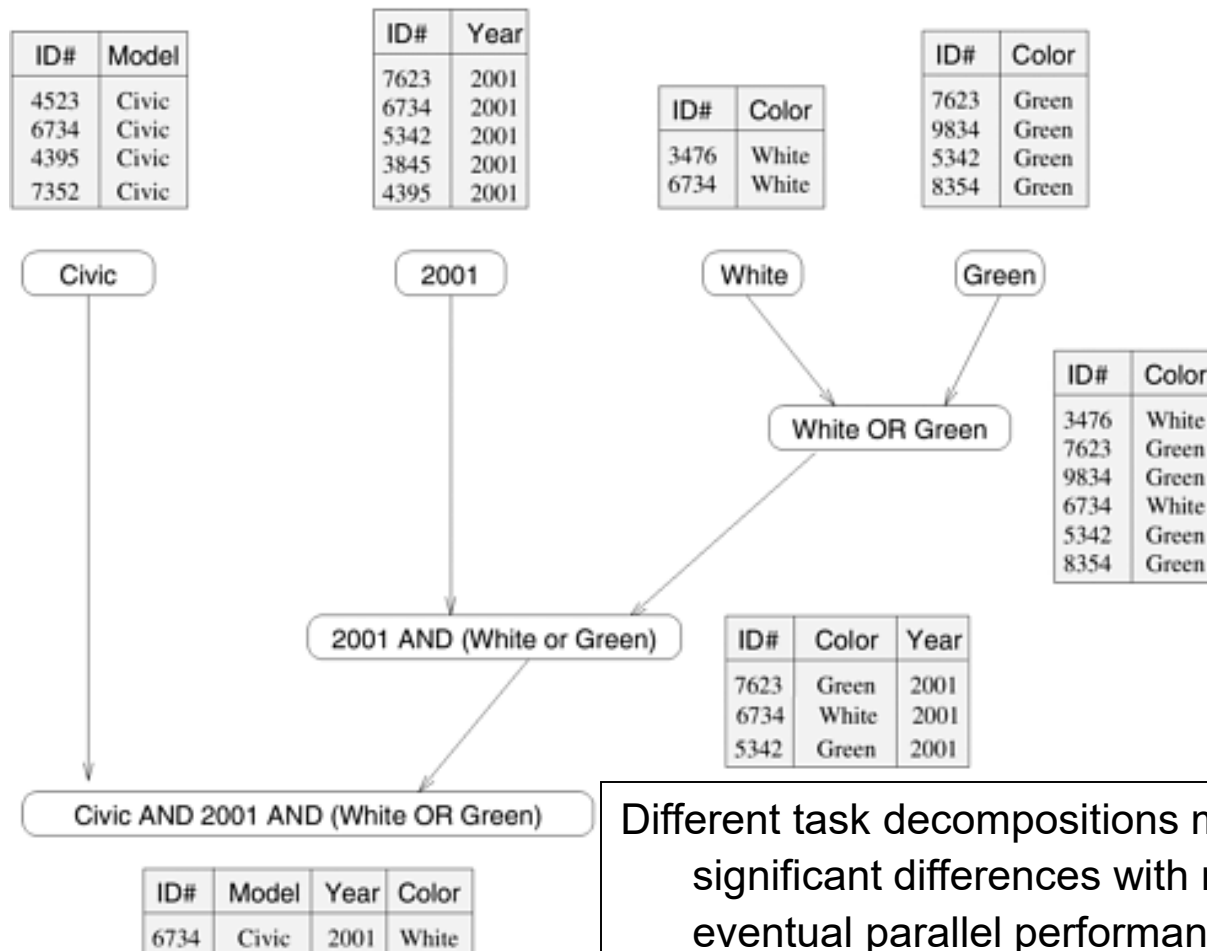 ID# Model
4523 Civic
6734 Civic
4395 Civic
7352 Civic
ID# Year
7623 2001
6734 2001
5342 2001
3845 2001
4395 2001
ID# Color
3476 White
6734 White
ID# Color
7623 Green
9834 Green
5342 Green
8354 Green
Civic
2001
White
Green
White OR Green
ID# Color
3476 White
7623 Green
9834 Green
6734 White
5342 Green
8354 Green
2001 AND (White or Green)
ID# Color Year
7623 Green 2001
6734 White 2001
5342 Green 2001
Civic AND 2001 AND (White OR Green)
ID# Model Year Color
6734 Civic 2001 White
Different task decompositions
significant differences with
eventual parallel